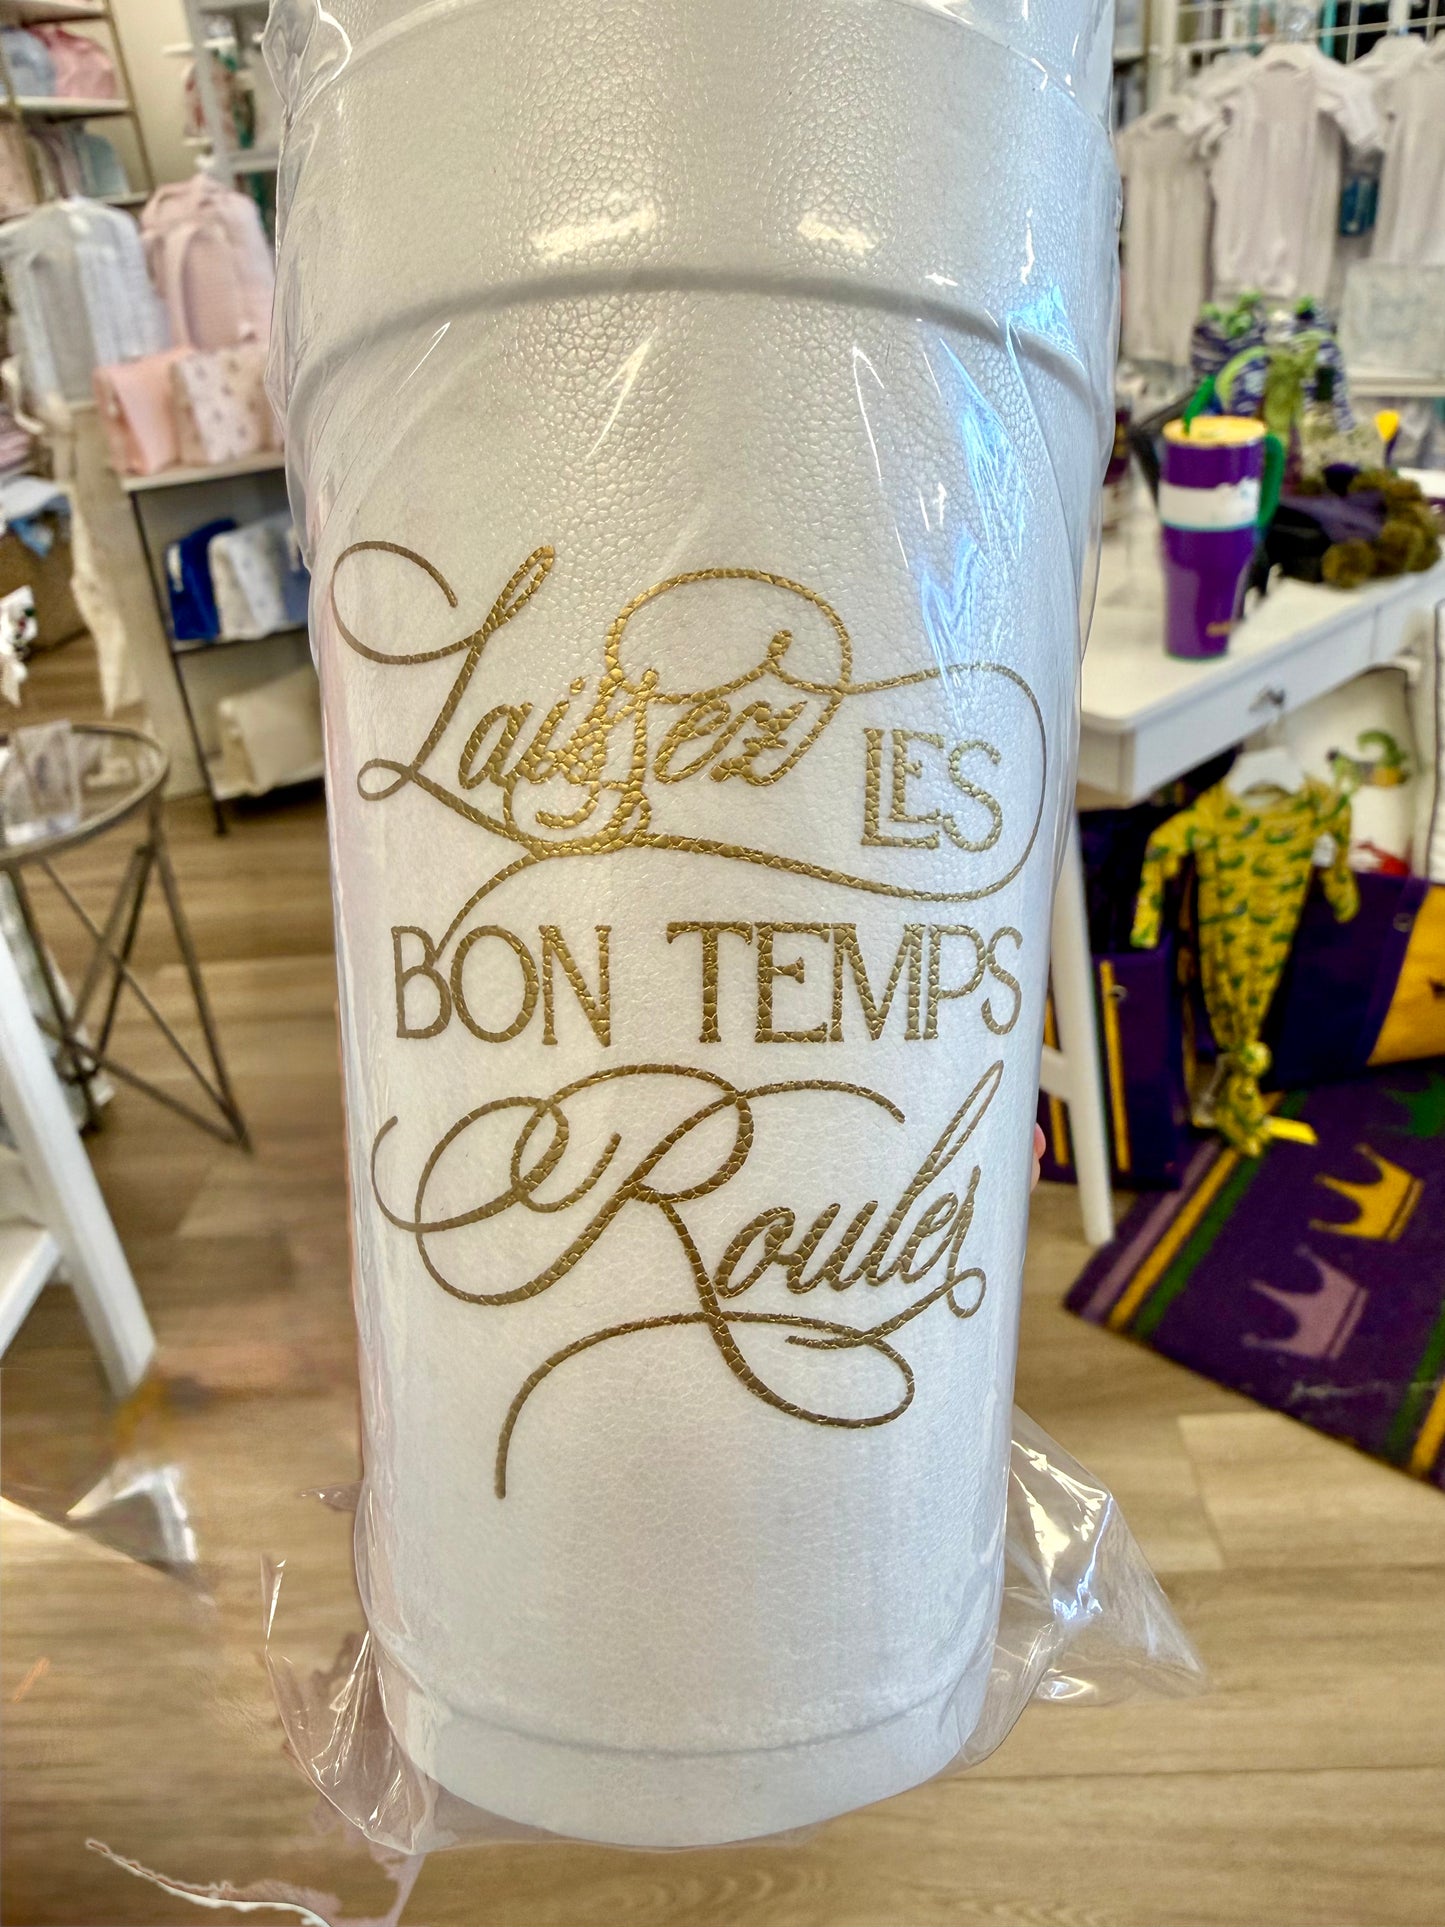 Laissez LES
BON TEMPS
Rouler